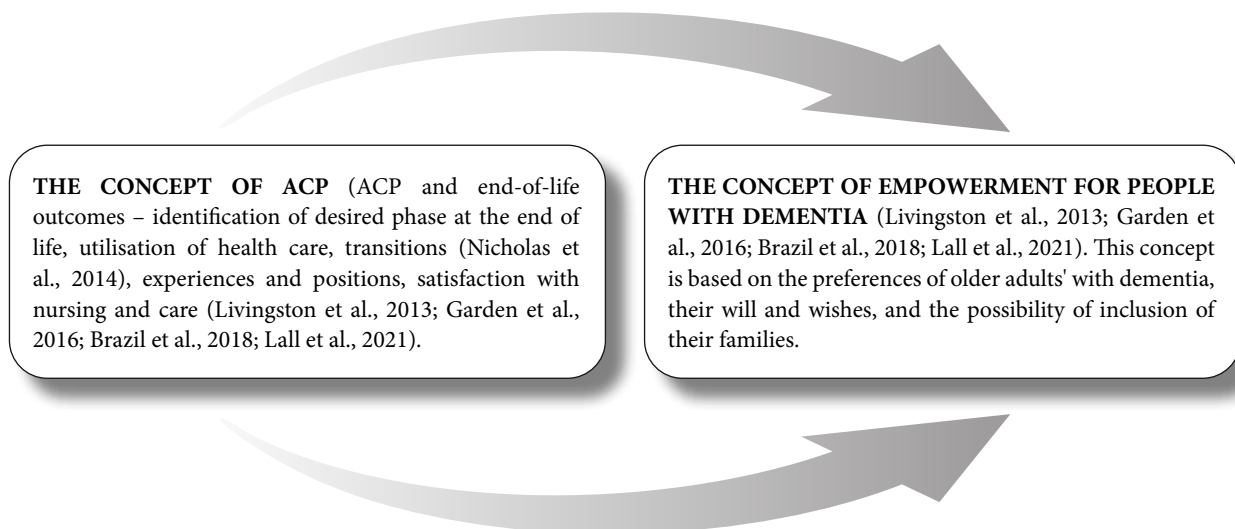 THE CONCEPT OF ACP (ACP and end-of-life
outcomes – identification of desired phase at the end of
life, utilisation of health care, transitions (Nicholas et
al., 2014), experiences and positions, satisfaction with
nursing and care (Livingston et al., 2013; Garden et al.,
2016; Brazil et al., 2018; Lall et al., 2021).
THE CONCEPT OF EMPOWERMENT FOR PEOPLE
WITH DEMENTIA (Livingston et al., 2013; Garden et
al., 2016; Brazil et al., 2018; Lall et al., 2021). This concept
is based on the preferences of older adults' with dementia,
their will and wishes, and the possibility of inclusion of
their families.